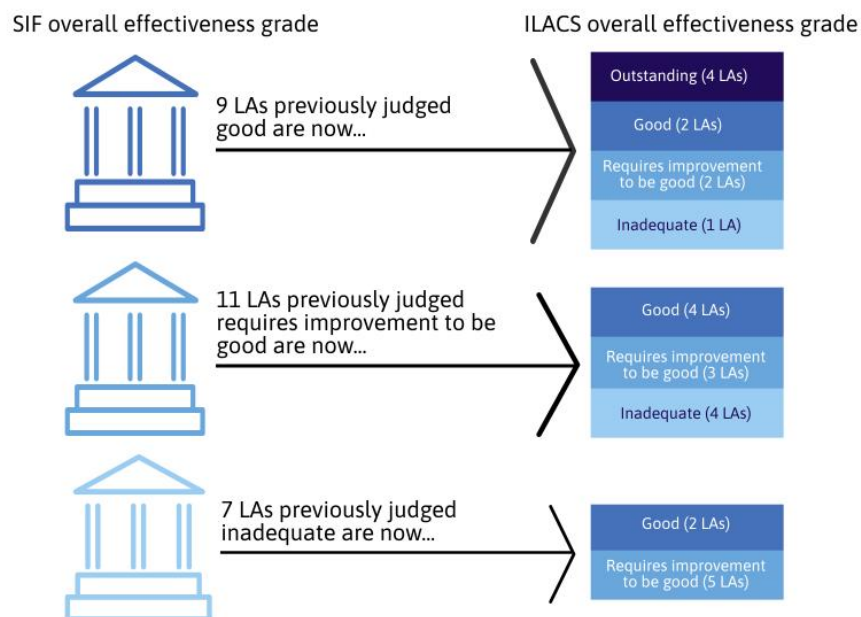 SIF overall effectiveness grade
ILACS overall effectiveness grade
9 LAs previously judged
good are now...
Outstanding (4 LAs)
Good (2 LAs)
Requires improvement
to be good (2 LAs)
Inadequate (1 LA)
11 LAs previously judged
requires improvement to be
good are now...
Good (4 LAs)
Requires improvement
to be good (3 LAs)
Inadequate (4 LAs)
7 LAs previously judged
inadequate are now...
Good (2 LAs)
Requires improvement
to be good (5 LAs)